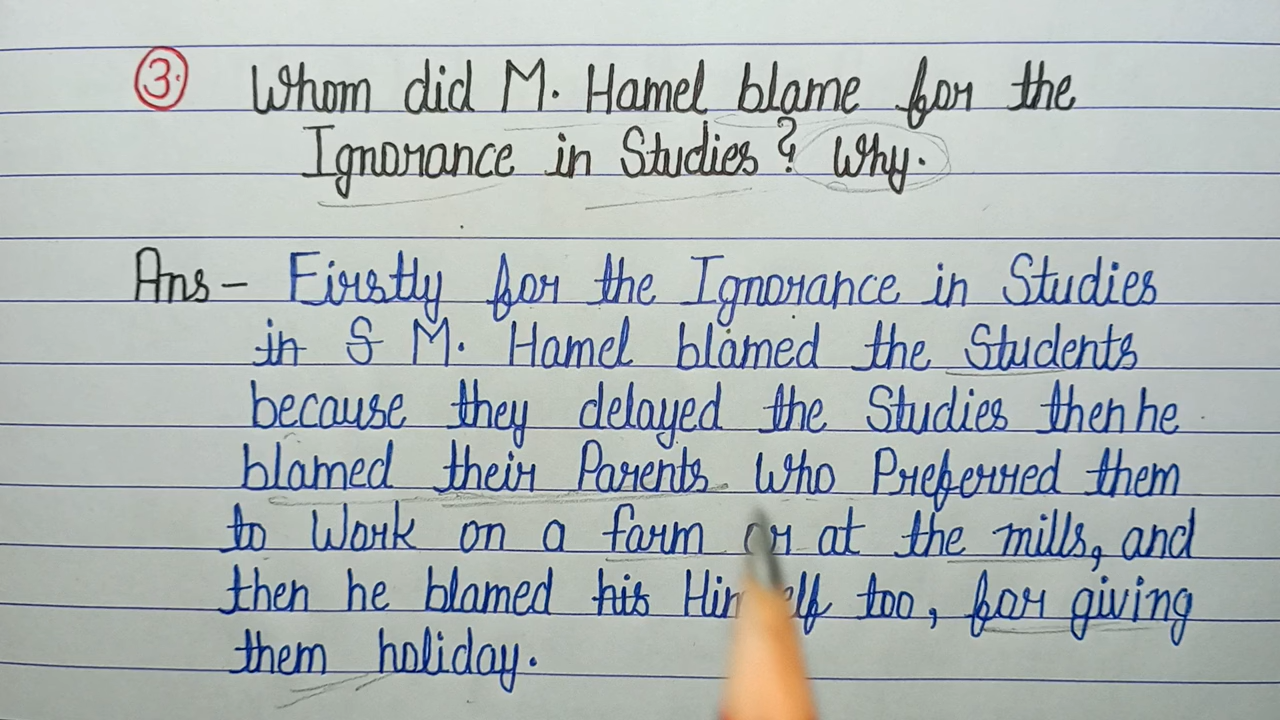 3. Whom did M. Hamel blame for the
Ignorance in Studies? Why.
Ans- Firstly for the Ignorance in Studies
in S M. Hamel blamed the Students
because they delayed the Studies then he
blamed their Parents who Preferred them
to Work on a farm or at the mills, and
then he blamed his Himself too, for giving
them holiday.